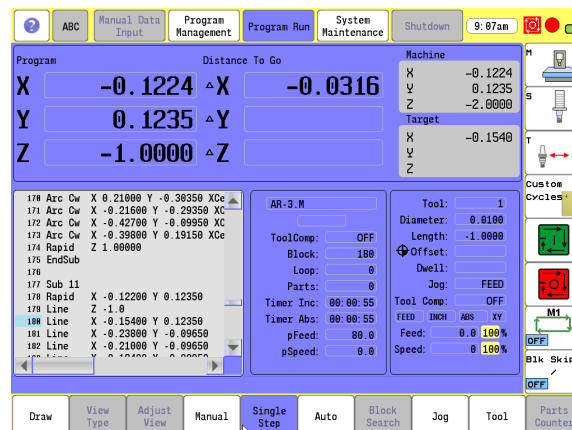 ? ABC Manual Data Input Program Management Program Run System Maintenance Shutdown 9:07am
Program Distance To Go Machine
X -0.1224 ΔX -0.0316 X -0.1224
Y 0.1235
Z -2.0000
Y 0.1235 ΔY Target
X -0.1540
Y
Z
Z -1.0000 ΔZ
M
S
T
Custom Cycles
170 Arc Cw X 0.21000 Y -0.30350 XCe
171 Arc Cw X -0.21600 Y -0.29350 XC
172 Arc Cw X -0.42700 Y -0.09950 XC
173 Arc Cw X -0.39800 Y 0.19150 XCe
174 Rapid Z 1.00000
175 EndSub
176
177 Sub 11
178 Rapid X -0.12200 Y 0.12350
179 Line Z -1.0
180 Line X -0.15400 Y 0.12350
181 Line X -0.23800 Y -0.09650
182 Line X -0.21000 Y -0.09650
AR-3.M
ToolComp: OFF
Block: 180
Loop: 0
Parts: 0
Timer Inc: 00:00:55
Timer Abs: 00:00:55
pFeed: 80.0
pSpeed: 0.0
Tool: 1
Diameter: 0.0100
Length: -1.0000
Offset:
Dwell:
Jog: FEED
Tool Comp: OFF
FEED INCH ABS XY
Feed: 0.0 100%
Speed: 0 100%
M1
OFF
Blk Skip
/
OFF
Draw View Type Adjust View Manual Single Step Auto Block Search Jog Tool Parts Counter